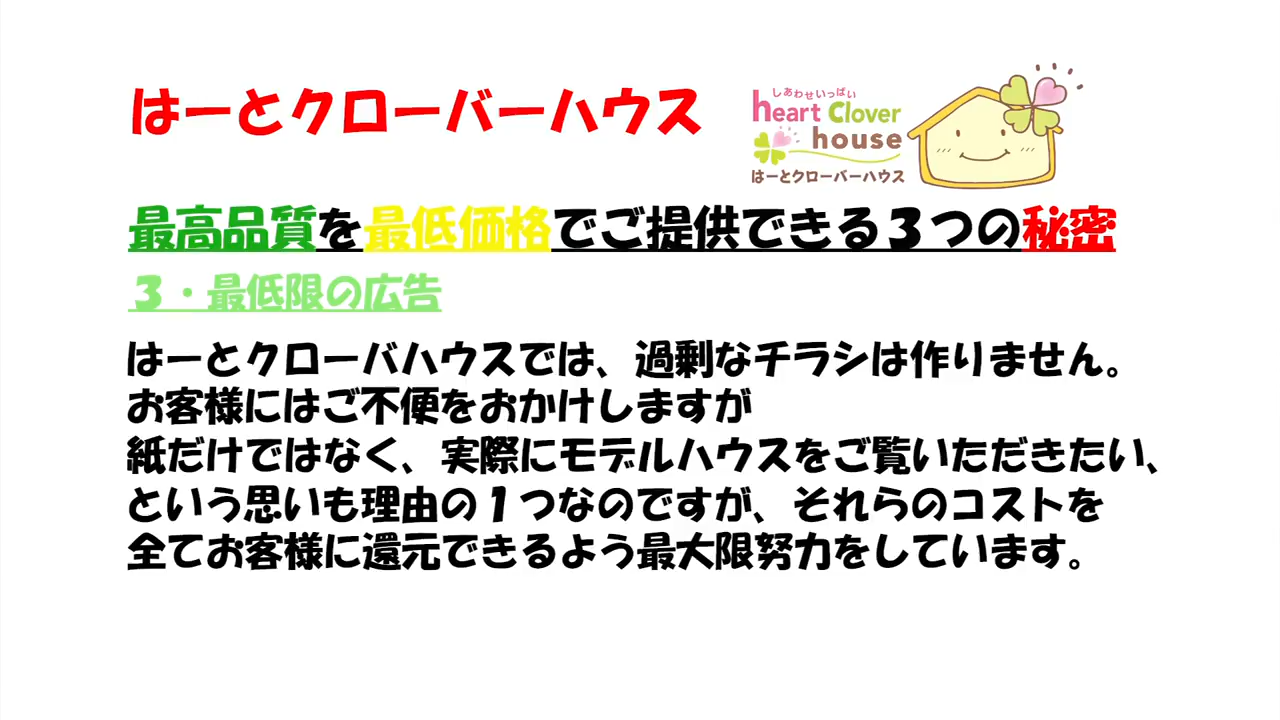 はーとクローバーハウス
しあわせいっぱい
heart Clover
house
はーとクローバーハウス
最高品質を最低価格でご提供できる３つの秘密
３・最低限の広告
はーとクローバハウスでは、過剰なチラシは作りません。
お客様にはご不便をおかけしますが
紙だけではなく、実際にモデルハウスをご覧いただきたい、
という思いも理由の１つなのですが、それらのコストを
全てお客様に還元できるよう最大限努力をしています。